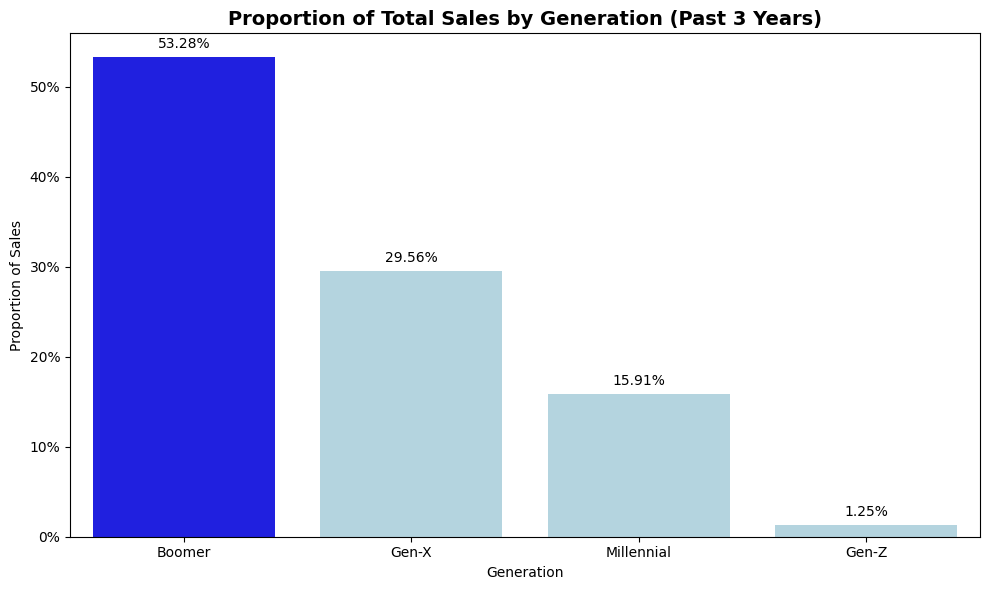 Proportion of Total Sales by Generation (Past 3 Years)
53.28%
50%
40%
29.56%
30%
Proportion of Sales
20%
15.91%
10%
1.25%
0%
Boomer Gen-X Millennial Gen-Z
Generation